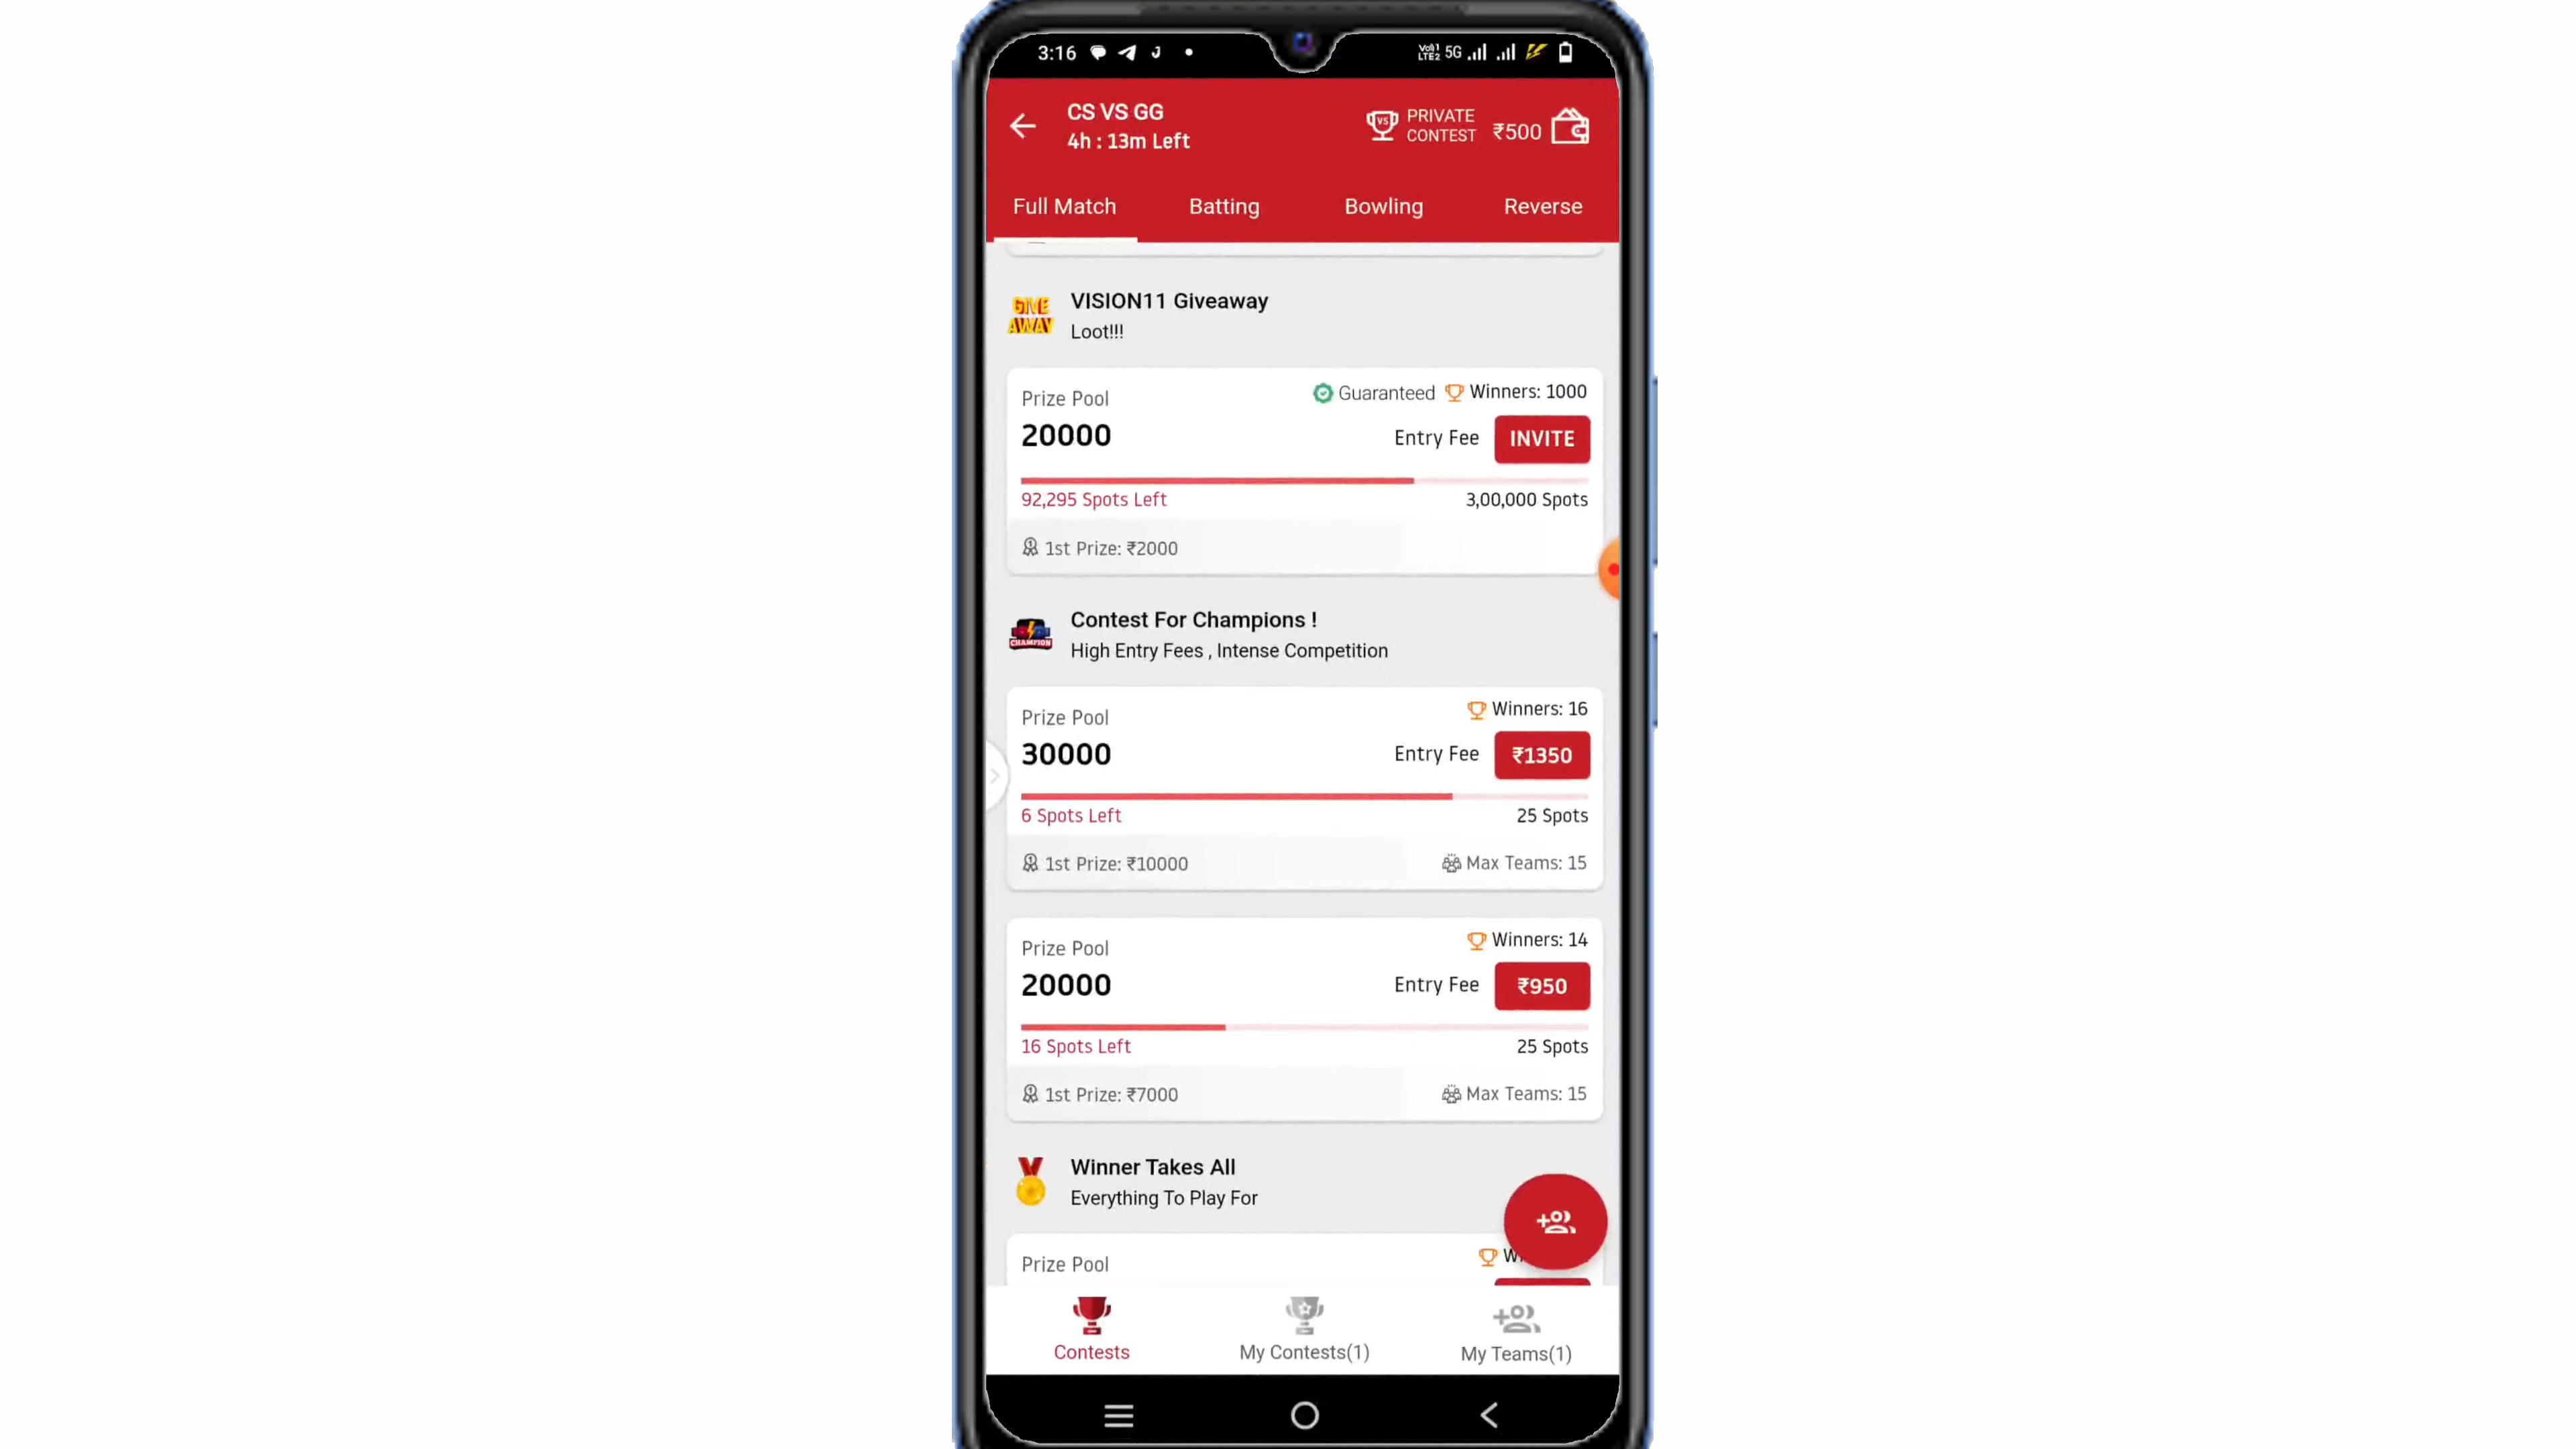 3:16
VoI 1 LTE2 5G
CS VS GG
4h : 13m Left
PRIVATE CONTEST
₹500
Full Match
Batting
Bowling
Reverse
GIVE AWAY
VISION11 Giveaway
Loot!!!
Prize Pool
Guaranteed
Winners: 1000
20000
Entry Fee
INVITE
92,295 Spots Left
3,00,000 Spots
1st Prize: ₹2000
CHAMPION
Contest For Champions !
High Entry Fees , Intense Competition
Prize Pool
Winners: 16
30000
Entry Fee
₹1350
6 Spots Left
25 Spots
1st Prize: ₹10000
Max Teams: 15
Prize Pool
Winners: 14
20000
Entry Fee
₹950
16 Spots Left
25 Spots
1st Prize: ₹7000
Max Teams: 15
Winner Takes All
Everything To Play For
Prize Pool
Contests
My Contests(1)
My Teams(1)